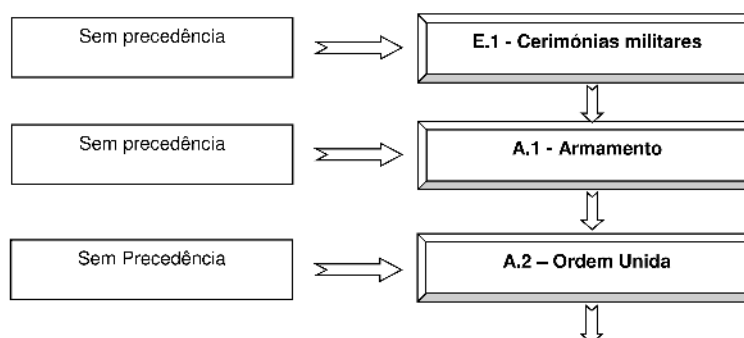 Sem precedência
E.1 - Cerimónias militares
Sem precedência
A.1 - Armamento
Sem Precedência
A.2 – Ordem Unida